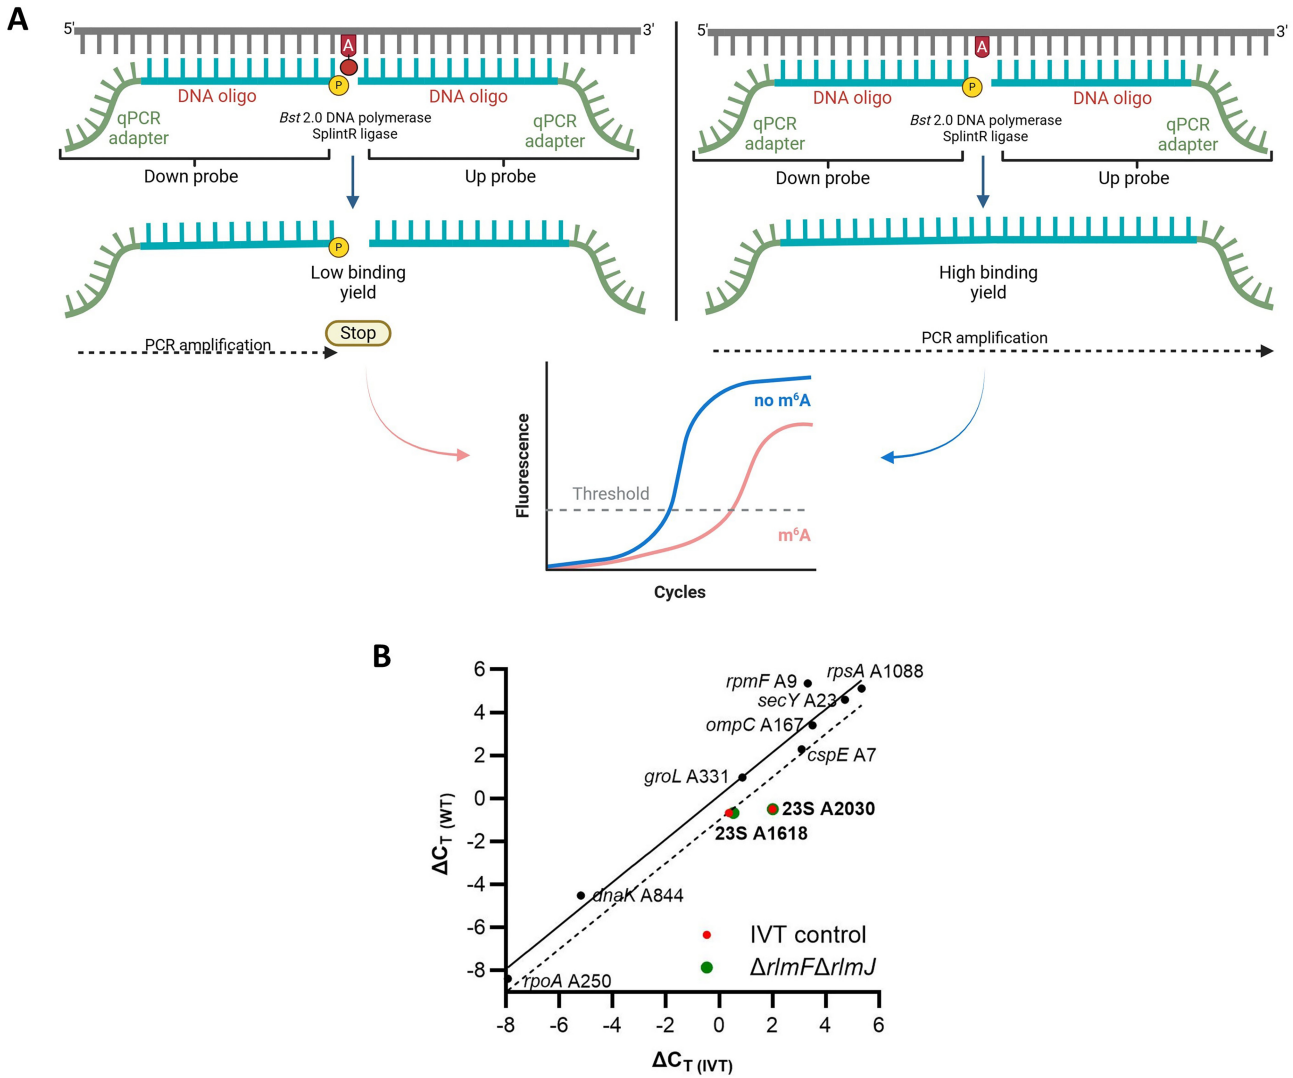 A
5'
A
3'
P
DNA oligo
DNA oligo
qPCR
adapter
Bst 2.0 DNA polymerase
SplintR ligase
qPCR
adapter
Down probe
Up probe
P
Low binding
yield
Stop
PCR amplification
5'
A
3'
P
DNA oligo
DNA oligo
qPCR
adapter
Bst 2.0 DNA polymerase
SplintR ligase
qPCR
adapter
Down probe
Up probe
High binding
yield
PCR amplification
Fluorescence
no m⁶A
Threshold
m⁶A
Cycles
B
ΔCT (WT)
6
4
2
0
-2
-4
-6
-8
rpmF A9
rpsA A1088
secY A23
ompC A167
cspE A7
groL A331
23S A2030
23S A1618
dnaK A844
IVT control
ΔrlmFΔrlmJ
rpoA A250
-8 -6 -4 -2 0 2 4 6
ΔCT (IVT)